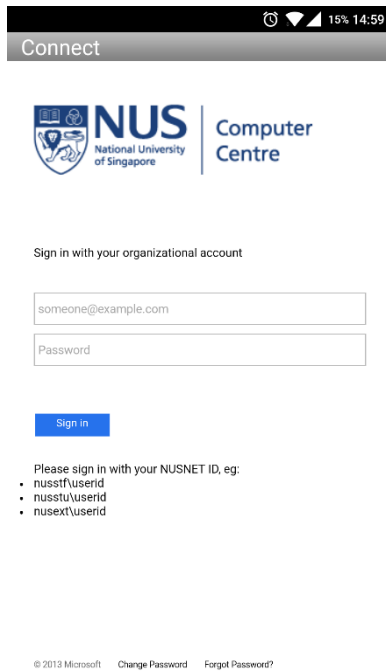 15% 14:59
Connect
NUS
National University
of Singapore
Computer
Centre
Sign in with your organizational account
someone@example.com
Password
Sign in
Please sign in with your NUSNET ID, eg:
• nusstf\userid
• nusstu\userid
• nusext\userid
© 2013 Microsoft Change Password Forgot Password?